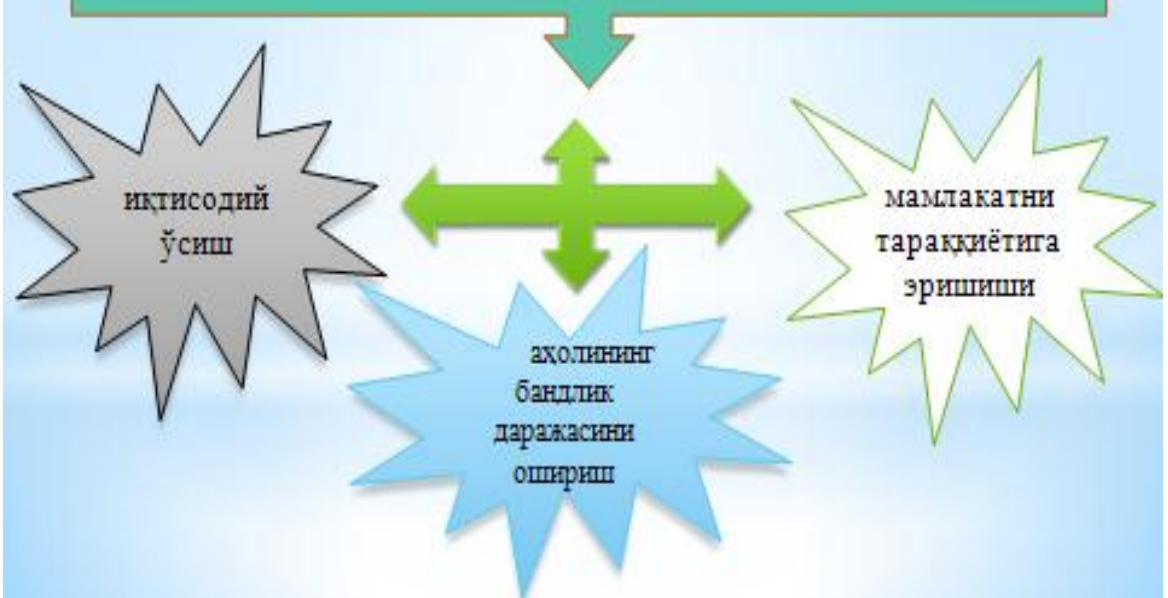 иқтисодий
ўсиш
мамлакатни
тараққиётига
эришиши
аҳолининг
бандлик
даражасини
ошириш